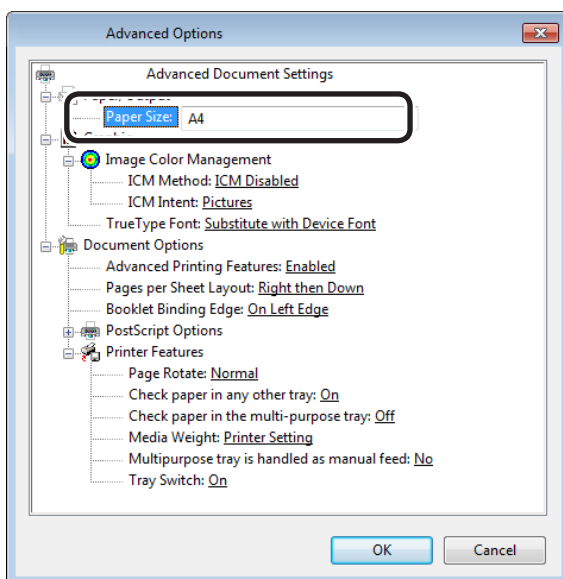 Advanced Options
Advanced Document Settings
Paper Size: A4
Image Color Management
ICM Method: ICM Disabled
ICM Intent: Pictures
TrueType Font: Substitute with Device Font
Document Options
Advanced Printing Features: Enabled
Pages per Sheet Layout: Right then Down
Booklet Binding Edge: On Left Edge
PostScript Options
Printer Features
Page Rotate: Normal
Check paper in any other tray: On
Check paper in the multi-purpose tray: Off
Media Weight: Printer Setting
Multipurpose tray is handled as manual feed: No
Tray Switch: On
OK Cancel